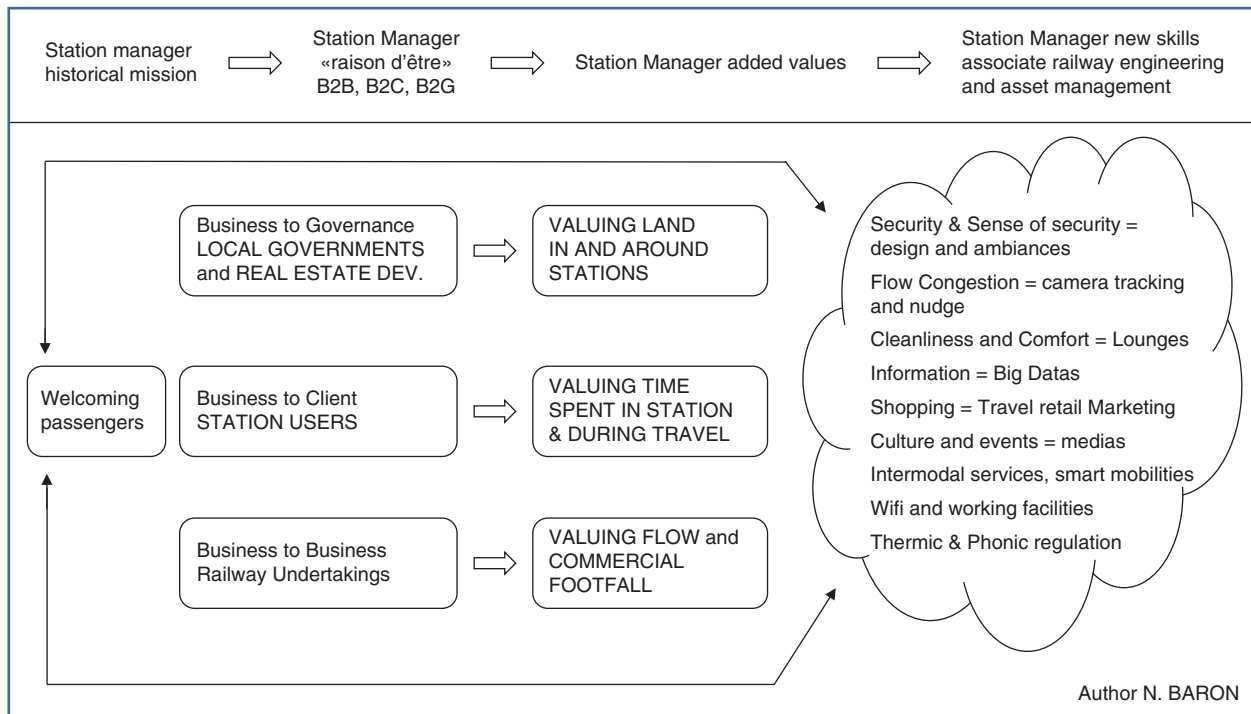 Station manager
historical mission
Station Manager
«raison d'être»
B2B, B2C, B2G
Station Manager added values
Station Manager new skills
associate railway engineering
and asset management
Business to Governance
LOCAL GOVERNMENTS
and REAL ESTATE DEV.
VALUING LAND
IN AND AROUND
STATIONS
Welcoming
passengers
Business to Client
STATION USERS
VALUING TIME
SPENT IN STATION
& DURING TRAVEL
Business to Business
Railway Undertakings
VALUING FLOW and
COMMERCIAL
FOOTFALL
Security & Sense of security =
design and ambiances
Flow Congestion = camera tracking
and nudge
Cleanliness and Comfort = Lounges
Information = Big Datas
Shopping = Travel retail Marketing
Culture and events = medias
Intermodal services, smart mobilities
Wifi and working facilities
Thermic & Phonic regulation
Author N. BARON